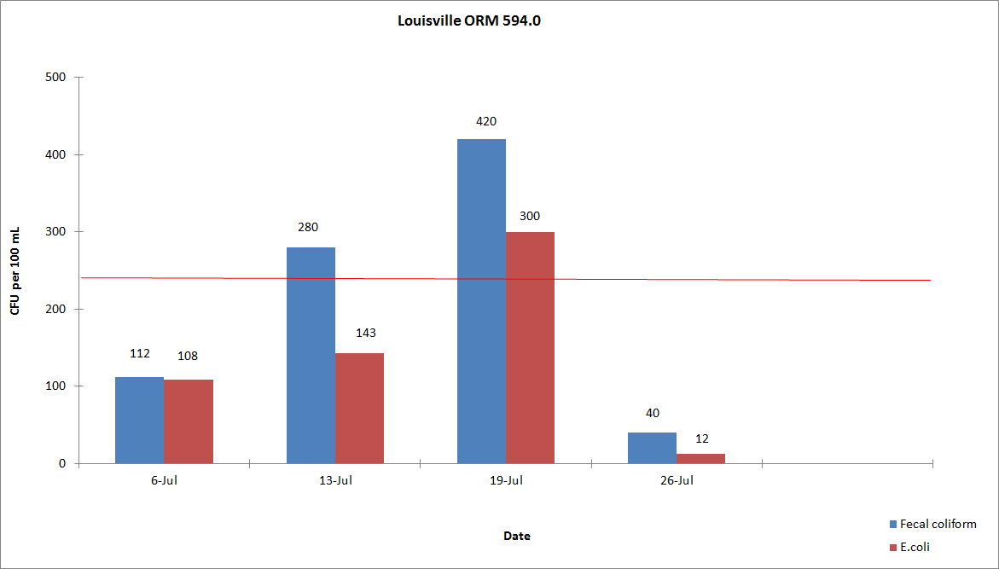 Louisville ORM 594.0
500
400
300
200
100
0
CFU per 100 mL
112
108
280
143
420
300
40
12
6-Jul
13-Jul
19-Jul
26-Jul
Date
Fecal coliform
E.coli